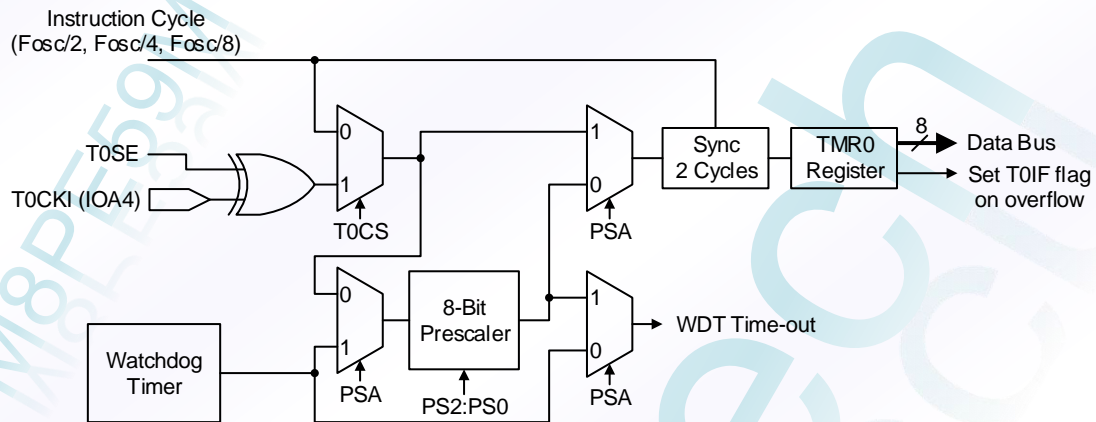 Instruction Cycle
(Fosc/2, Fosc/4, Fosc/8)
T0SE
T0CKI (IOA4)
0
1
T0CS
1
0
PSA
Sync
2 Cycles
TMR0
Register
8
Data Bus
Set T0IF flag
on overflow
Watchdog
Timer
0
1
PSA
8-Bit
Prescaler
PS2:PS0
1
0
PSA
WDT Time-out